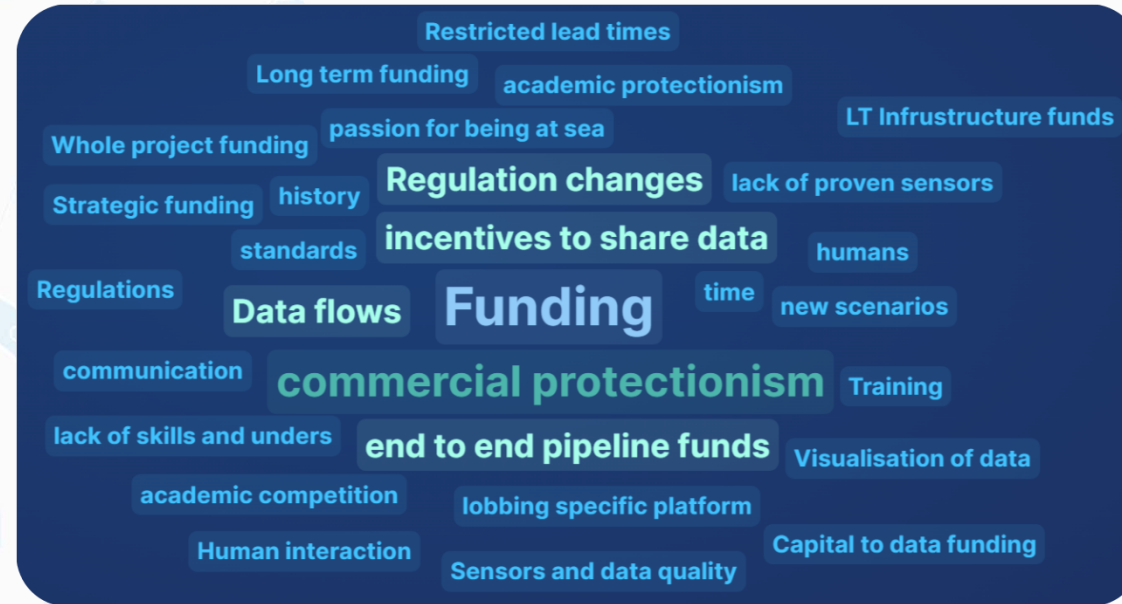 Restricted lead times
Long term funding
academic protectionism
LT Infrustructure funds
passion for being at sea
Whole project funding
Regulation changes
lack of proven sensors
history
Strategic funding
incentives to share data
standards
humans
Regulations
time
Data flows
Funding
new scenarios
communication
commercial protectionism
Training
lack of skills and unders
end to end pipeline funds
Visualisation of data
academic competition
lobbing specific platform
Human interaction
Capital to data funding
Sensors and data quality